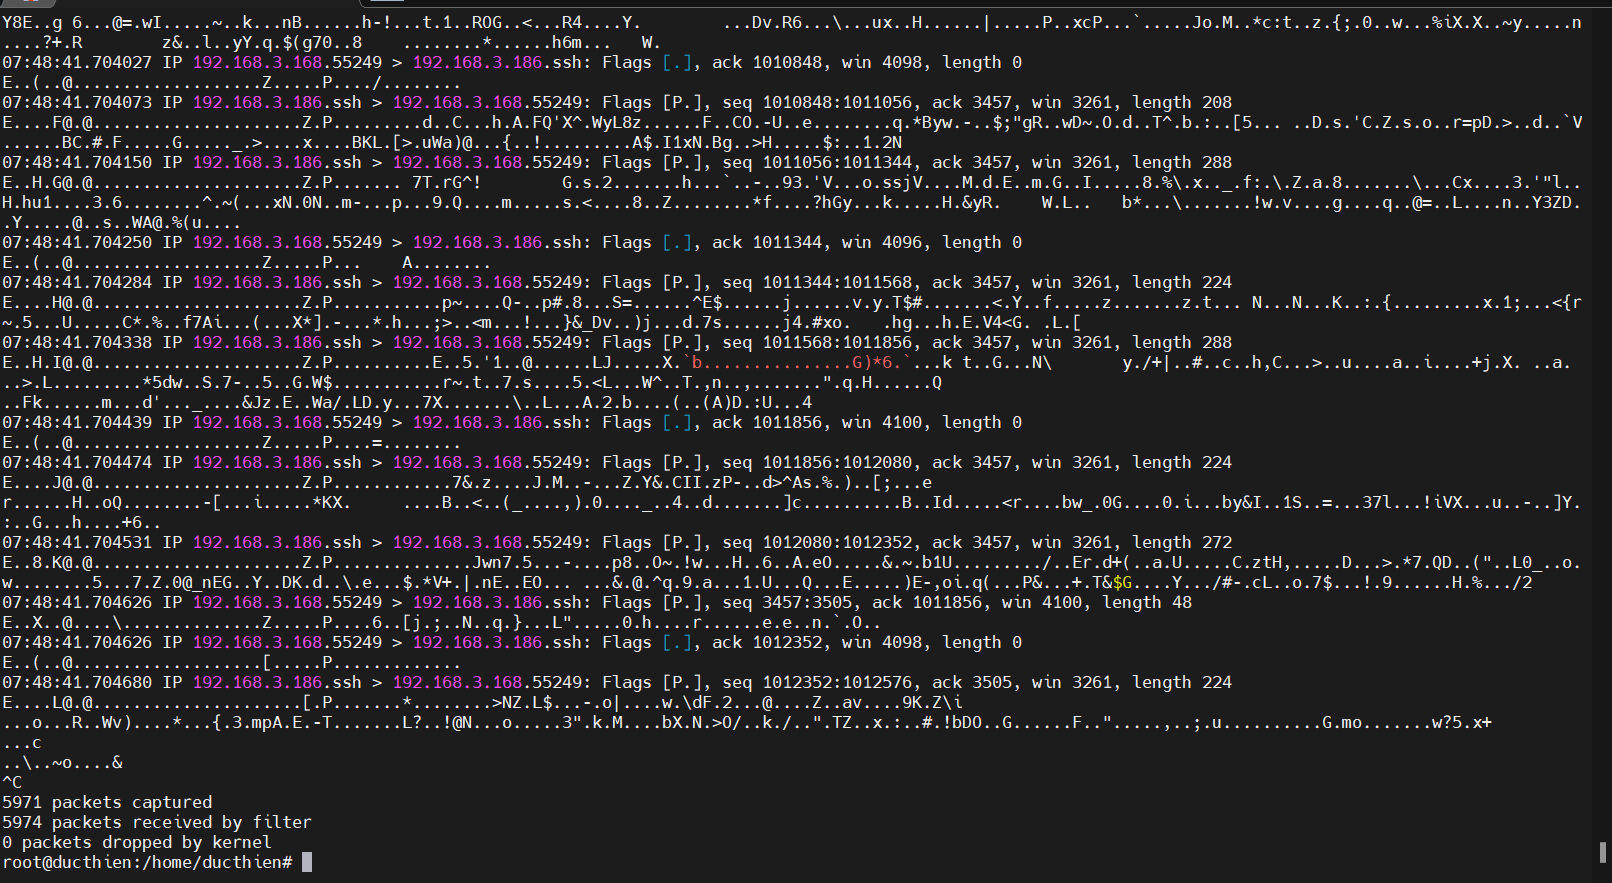 Y8E..g 6...@=.wI.....~..k...nB......h-!...t.1..ROG..<...R4....Y.         ...Dv.R6...\...ux..H......|.....P..xcP...`.....Jo.M..*c:t..z.{;.0..w...%iX.X..~y.....n
....?+.R        z&..l..yY.q.$(g70..8    ........*......h6m...   W.
07:48:41.704027 IP 192.168.3.168.55249 > 192.168.3.186.ssh: Flags [.], ack 1010848, win 4098, length 0
E..(..@...................Z.....P..../........
07:48:41.704073 IP 192.168.3.186.ssh > 192.168.3.168.55249: Flags [P.], seq 1010848:1011056, ack 3457, win 3261, length 208
E....F@.@.....................Z.P.........d..C...h.A.FQ'X^.WyL8z......F..CO.-U..e........q.*Byw.-..$;"gR..wD~.O.d..T^.b.:..[5... ..D.s.'C.Z.s.o..r=pD.>..d..`V
......BC.#.F.....G....._.>....x....BKL.[>.uWa)@...{..!.........A$.I1xN.Bg..>H.....$:..1.2N
07:48:41.704150 IP 192.168.3.186.ssh > 192.168.3.168.55249: Flags [P.], seq 1011056:1011344, ack 3457, win 3261, length 288
E..H.G@.@.....................Z.P....... 7T.rG^!        G.s.2.......h...`..-..93.'V...o.ssjV....M.d.E..m.G..I.....8.%\.x.._.f:.\.Z.a.8.......\...Cx....3.'"l..
H.hu1....3.6........^.~(...xN.0N..m-...p...9.Q....m.....s.<....8..Z........*f....?hGy...k.....H.&yR.    W.L..   b*...\.......!w.v....g....q..@=..L....n..Y3ZD.
.Y.....@..s..WA@.%(u....
07:48:41.704250 IP 192.168.3.168.55249 > 192.168.3.186.ssh: Flags [.], ack 1011344, win 4096, length 0
E..(..@...................Z.....P...    A........
07:48:41.704284 IP 192.168.3.186.ssh > 192.168.3.168.55249: Flags [P.], seq 1011344:1011568, ack 3457, win 3261, length 224
E....H@.@.....................Z.P...........p~....Q-..p#.8...S=......^E$......j......v.y.T$#.......<.Y..f.....z.......z.t... N...N...K..:.{.........x.1;...<{r
~.5...U.....C*.%..f7Ai...(...X*].-...*.h...;>..<m...!...}&_Dv..)j...d.7s......j4.#xo.   .hg...h.E.V4<G. .L.[
07:48:41.704338 IP 192.168.3.186.ssh > 192.168.3.168.55249: Flags [P.], seq 1011568:1011856, ack 3457, win 3261, length 288
E..H.I@.@.....................Z.P..........E..5.'1..@......LJ.....X.`b...............G)*6.`...k t..G...N\       y./+|..#..c..h,C...>..u....a..i....+j.X. ..a.
..>.L.........*5dw..S.7-..5..G.W$...........r~.t..7.s....5.<L...W^..T.,n..,.......".q.H......Q
..Fk......m...d'..._....&Jz.E..Wa/.LD.y...7X.......\..L...A.2.b....(..(A)D.:U...4
07:48:41.704439 IP 192.168.3.168.55249 > 192.168.3.186.ssh: Flags [.], ack 1011856, win 4100, length 0
E..(..@...................Z.....P....=........
07:48:41.704474 IP 192.168.3.186.ssh > 192.168.3.168.55249: Flags [P.], seq 1011856:1012080, ack 3457, win 3261, length 224
E....J@.@.....................Z.P............7&.z....J.M..-...Z.Y&.CII.zP-..d>^As.%.)..[;...e
r......H..oQ........-[...i.....*KX.     ....B..<..(_....,).0...._..4..d.......]c..........B..Id.....<r....bw_.0G....0.i...by&I..1S..=...37l...!iVX...u..-..]Y.
:..G...h....+6..
07:48:41.704531 IP 192.168.3.186.ssh > 192.168.3.168.55249: Flags [P.], seq 1012080:1012352, ack 3457, win 3261, length 272
E..8.K@.@.....................Z.P..............Jwn7.5...-....p8..O~.!w...H..6..A.eO.....&.~.b1U........./..Er.d+(..a.U.....C.ztH,.....D...>.*7.QD..("..L0_..o.
w........5...7.Z.0@_nEG..Y..DK.d..\.e...$.*V+.|.nE..EO... ...&.@.^q.9.a...1.U...Q...E.....)E-,oi.q(...P&...+.T&$G....Y.../#-.cL..o.7$...!.9......H.%.../2
07:48:41.704626 IP 192.168.3.168.55249 > 192.168.3.186.ssh: Flags [P.], seq 3457:3505, ack 1011856, win 4100, length 48
E..X..@....\..............Z.....P....6..[j.;..N..q.}...L".....0.h....r......e.e..n.`.O..
07:48:41.704626 IP 192.168.3.168.55249 > 192.168.3.186.ssh: Flags [.], ack 1012352, win 4098, length 0
E..(..@...................[.....P.............
07:48:41.704680 IP 192.168.3.186.ssh > 192.168.3.168.55249: Flags [P.], seq 1012352:1012576, ack 3505, win 3261, length 224
E....L@.@.....................[.P.......*........>NZ.L$...-.o|....w.\dF.2...@....Z..av....9K.Z\i
...o...R..Wv)....*...{.3.mpA.E.-T.......L?..!@N...o.....3".k.M....bX.N.>O/..k./..".TZ..x.:..#.!bDO..G......F..".....,..;.u..........G.mo.......w?5.x+
...c
..\..~o....&
^C
5971 packets captured
5974 packets received by filter
0 packets dropped by kernel
root@ducthien:/home/ducthien#